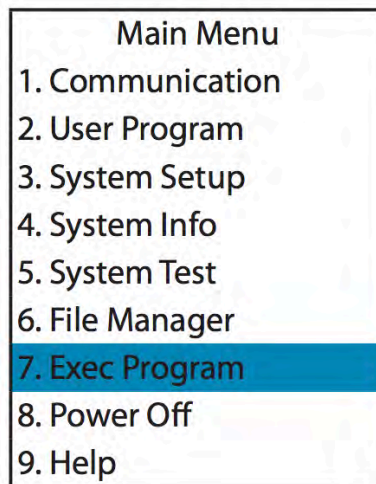 Main Menu
1. Communication
2. User Program
3. System Setup
4. System Info
5. System Test
6. File Manager
7. Exec Program
8. Power Off
9. Help